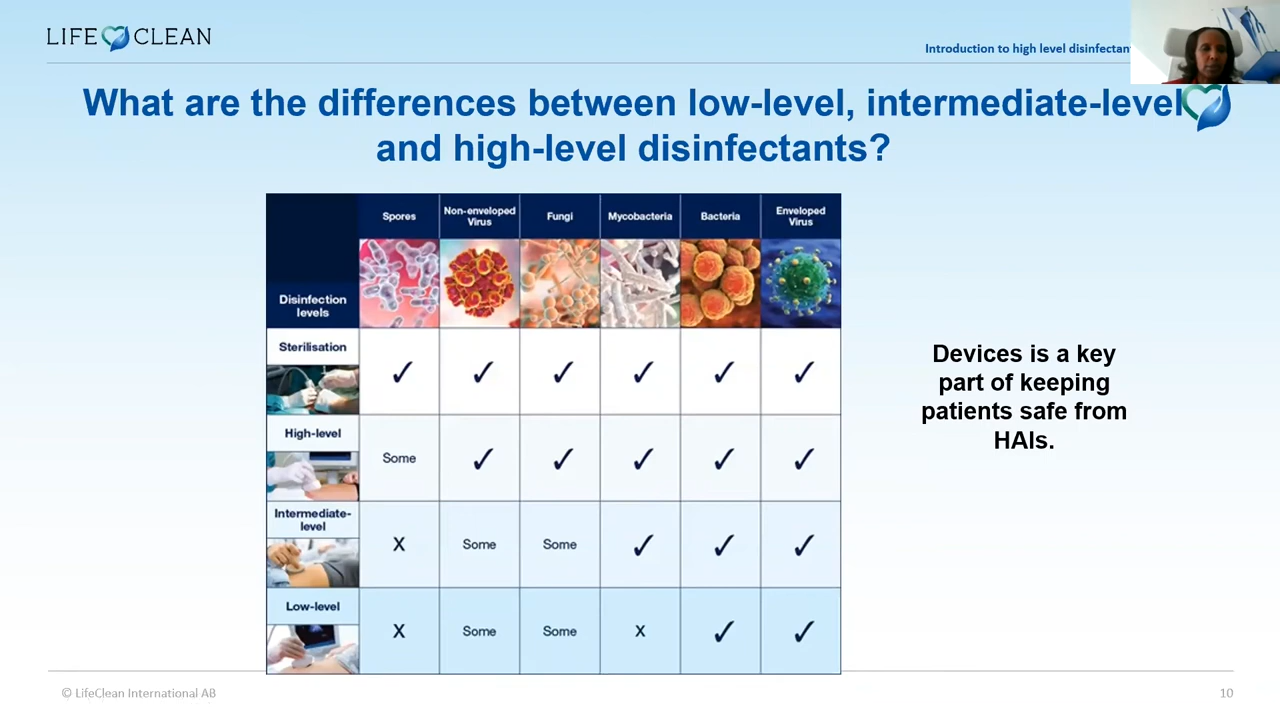 LIFE CLEAN
Introduction to high level disinfectant
What are the differences between low-level, intermediate-level
and high-level disinfectants?
Disinfection
levels
Spores
Non-enveloped
Virus
Fungi
Mycobacteria
Bacteria
Enveloped
Virus
Sterilisation
✓ ✓ ✓ ✓ ✓ ✓
High-level
Some ✓ ✓ ✓ ✓ ✓
Intermediate-
level
X Some Some ✓ ✓ ✓
Low-level
X Some Some X ✓ ✓
Devices is a key
part of keeping
patients safe from
HAIs.
© LifeClean International AB
10